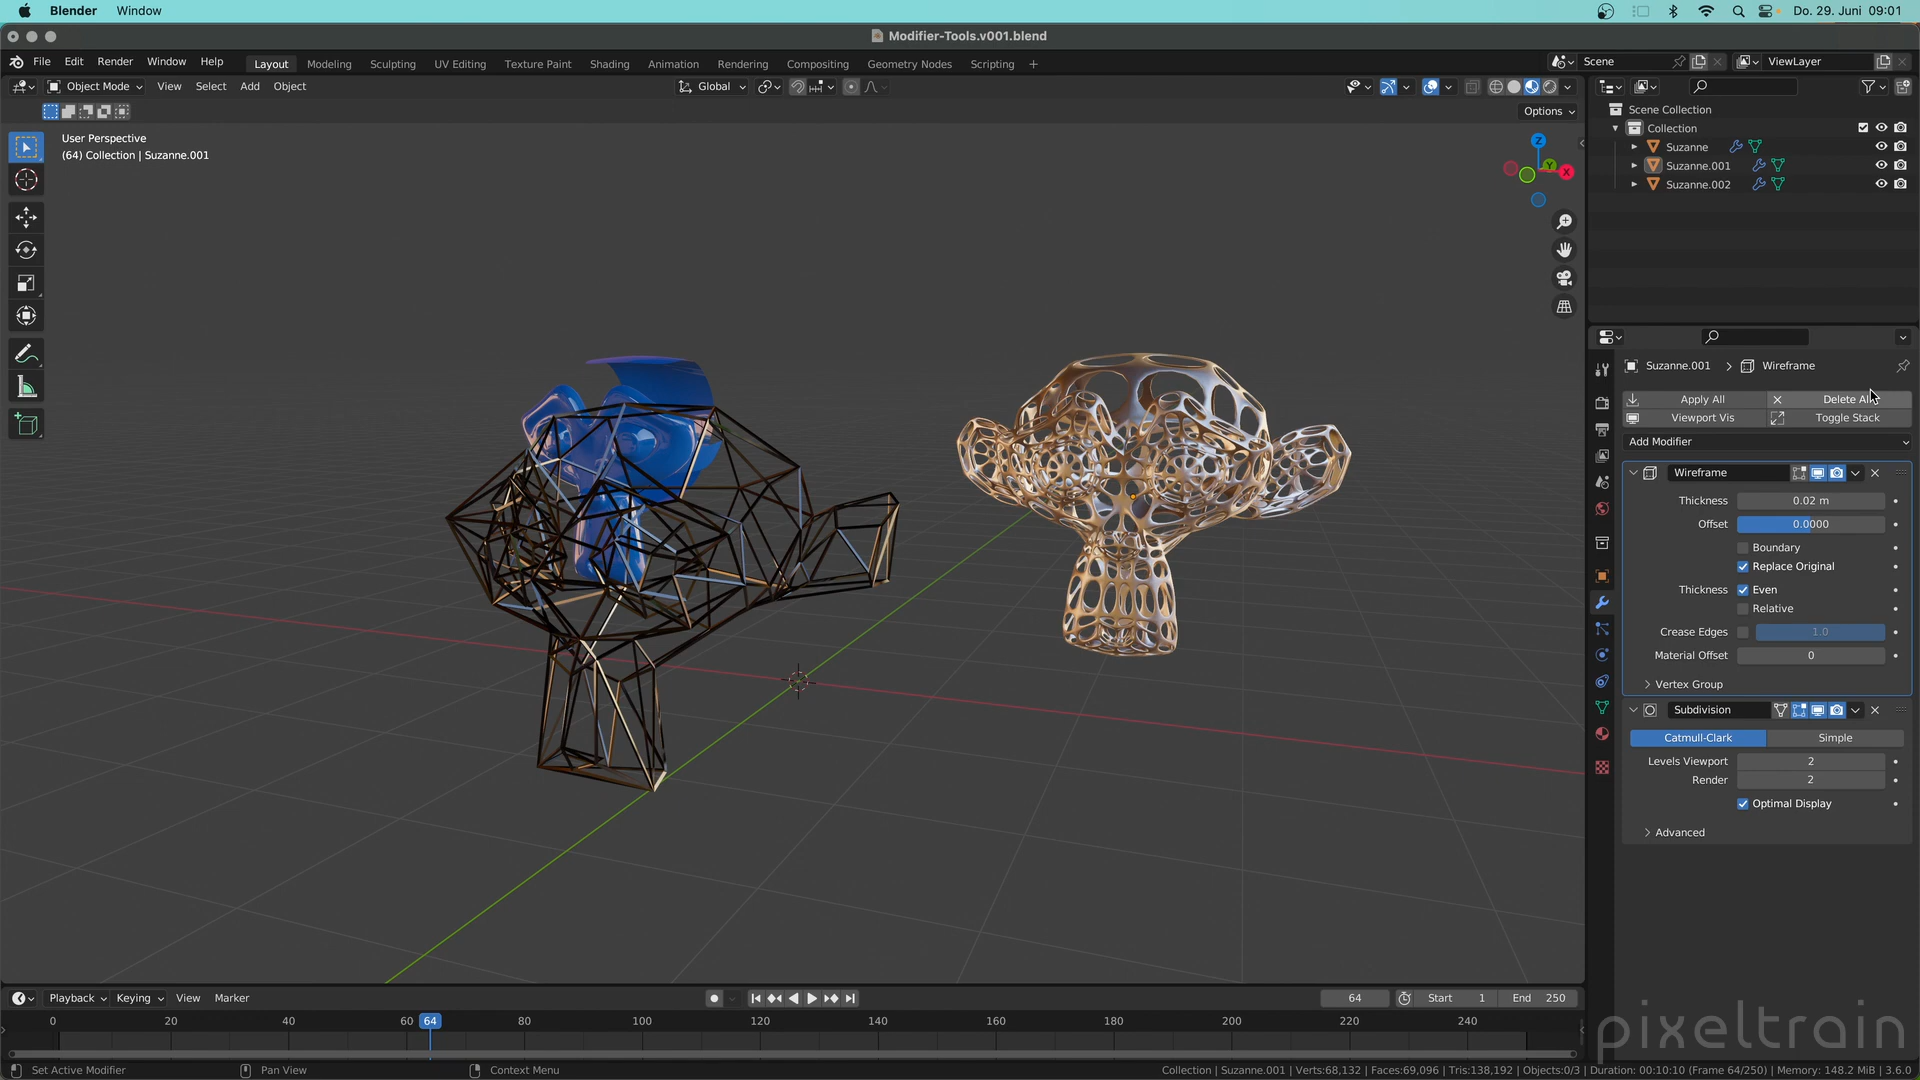 Blender Window Do. 29. Juni 09:01
Modifier-Tools.v001.blend
File Edit Render Window Help Layout Modeling Sculpting UV Editing Texture Paint Shading Animation Rendering Compositing Geometry Nodes Scripting Scene ViewLayer
Object Mode View Select Add Object Global
Options
User Perspective
(64) Collection | Suzanne.001
Z
Y
X
Scene Collection
Collection
Suzanne
Suzanne.001
Suzanne.002
Suzanne.001 Wireframe
Apply All Delete All
Viewport Vis Toggle Stack
Add Modifier
Wireframe
Thickness 0.02 m
Offset 0.0000
Boundary
Replace Original
Thickness Even
Relative
Crease Edges 1.0
Material Offset 0
Vertex Group
Subdivision
Catmull-Clark Simple
Levels Viewport 2
Render 2
Optimal Display
Advanced
Playback Keying View Marker 64 Start 1 End 250
0 20 40 60 64 80 100 120 140 160 180 200 220 240
pixeltrain
Set Active Modifier Pan View Context Menu Collection | Suzanne.001 | Verts:68,132 | Faces:69,096 | Tris:138,192 | Objects:0/3 | Duration: 00:10:10 (Frame 64/250) | Memory: 148.2 MiB | 3.6.0